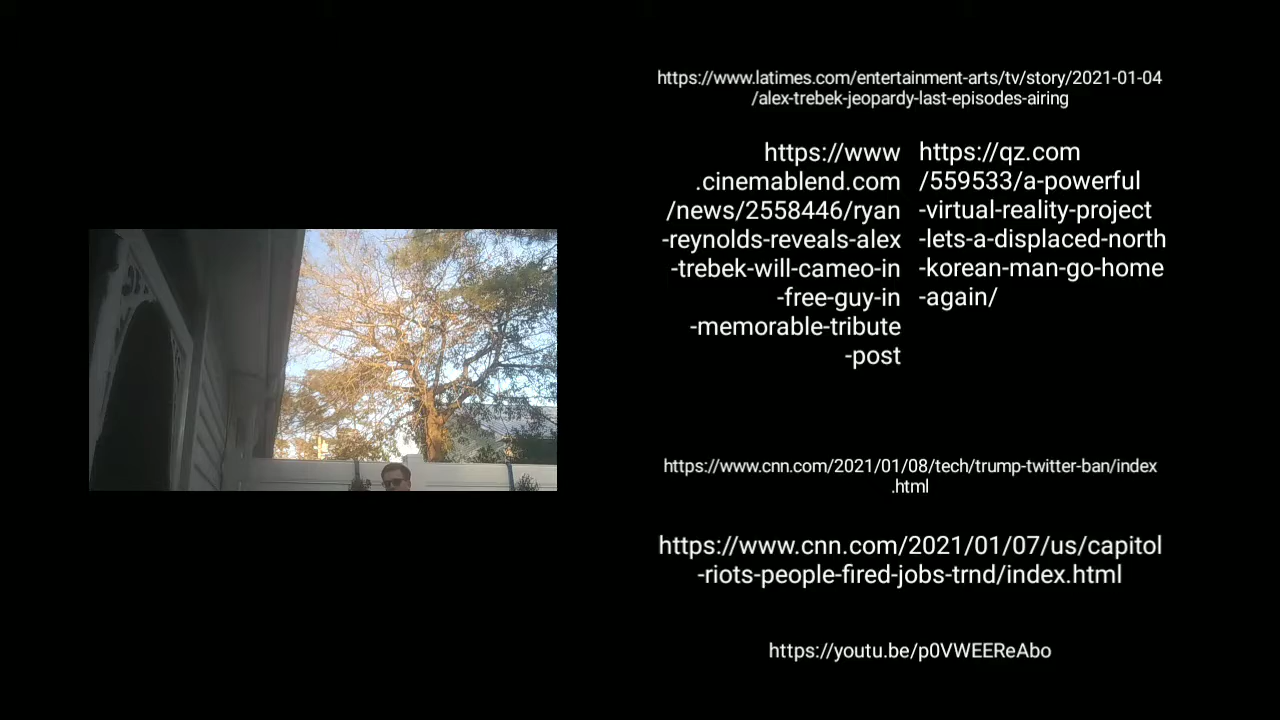 https://www.latimes.com/entertainment-arts/tv/story/2021-01-04
/alex-trebek-jeopardy-last-episodes-airing
https://www
.cinemablend.com
/news/2558446/ryan
-reynolds-reveals-alex
-trebek-will-cameo-in
-free-guy-in
-memorable-tribute
-post
https://qz.com
/559533/a-powerful
-virtual-reality-project
-lets-a-displaced-north
-korean-man-go-home
-again/
https://www.cnn.com/2021/01/08/tech/trump-twitter-ban/index
.html
https://www.cnn.com/2021/01/07/us/capitol
-riots-people-fired-jobs-trnd/index.html
https://youtu.be/p0VWEEReAbo